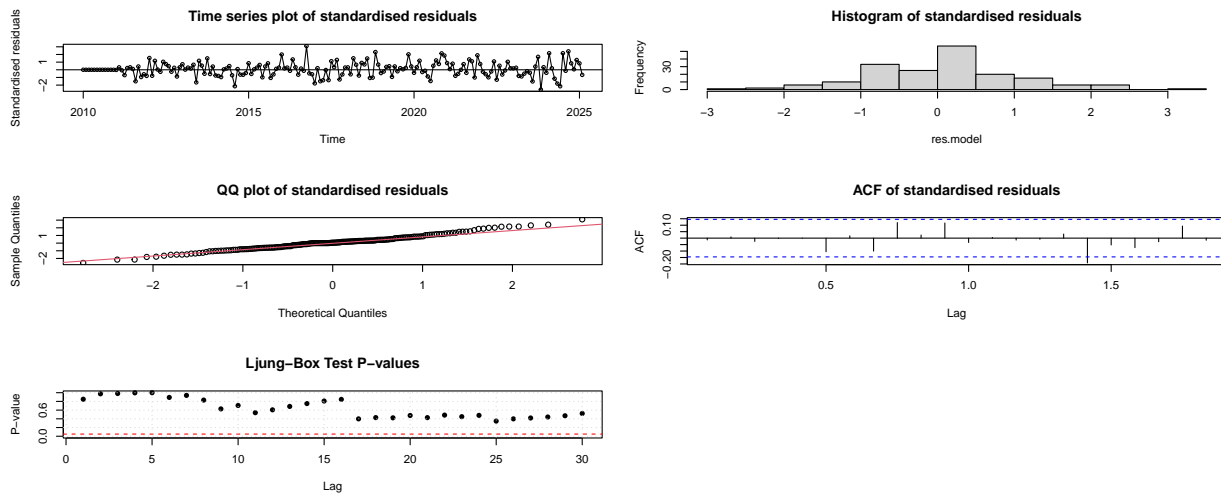 Time series plot of standardised residuals
Standardised residuals
1
−2
2010 2015 2020 2025
Time
Histogram of standardised residuals
Frequency
30
0
−3 −2 −1 0 1 2 3
res.model
QQ plot of standardised residuals
Sample Quantiles
1
−2
−2 −1 0 1 2
Theoretical Quantiles
ACF of standardised residuals
ACF
0.10
−0.20
0.5 1.0 1.5
Lag
Ljung−Box Test P−values
P−value
0.6
0.0
0 5 10 15 20 25 30
Lag